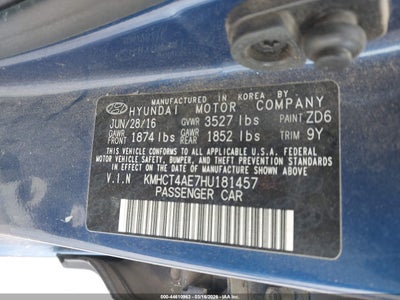 MANUFACTURED IN KOREA BY
HYUNDAI MOTOR COMPANY
JUN/28/16 GVWR 3527 lbs PAINT ZD6
GAWR FRONT 1874 lbs GAWR REAR 1852 lbs TRIM 9Y
THIS VEHICLE CONFORMS TO ALL APPLICABLE U.S. FEDERAL MOTOR
VEHICLE SAFETY, BUMPER, AND THEFT PREVENTION STANDARDS
IN EFFECT ON THE DATE OF MANUFACTURE SHOWN ABOVE.
V.I.N KMHCT4AE7HU181457
PASSENGER CAR